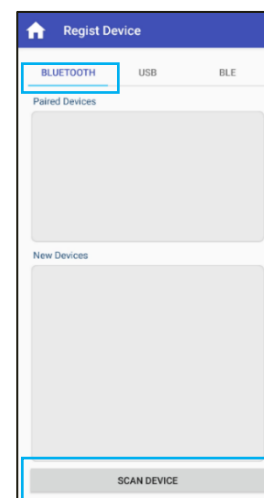 Regist Device
BLUETOOTH USB BLE
Paired Devices
New Devices
SCAN DEVICE